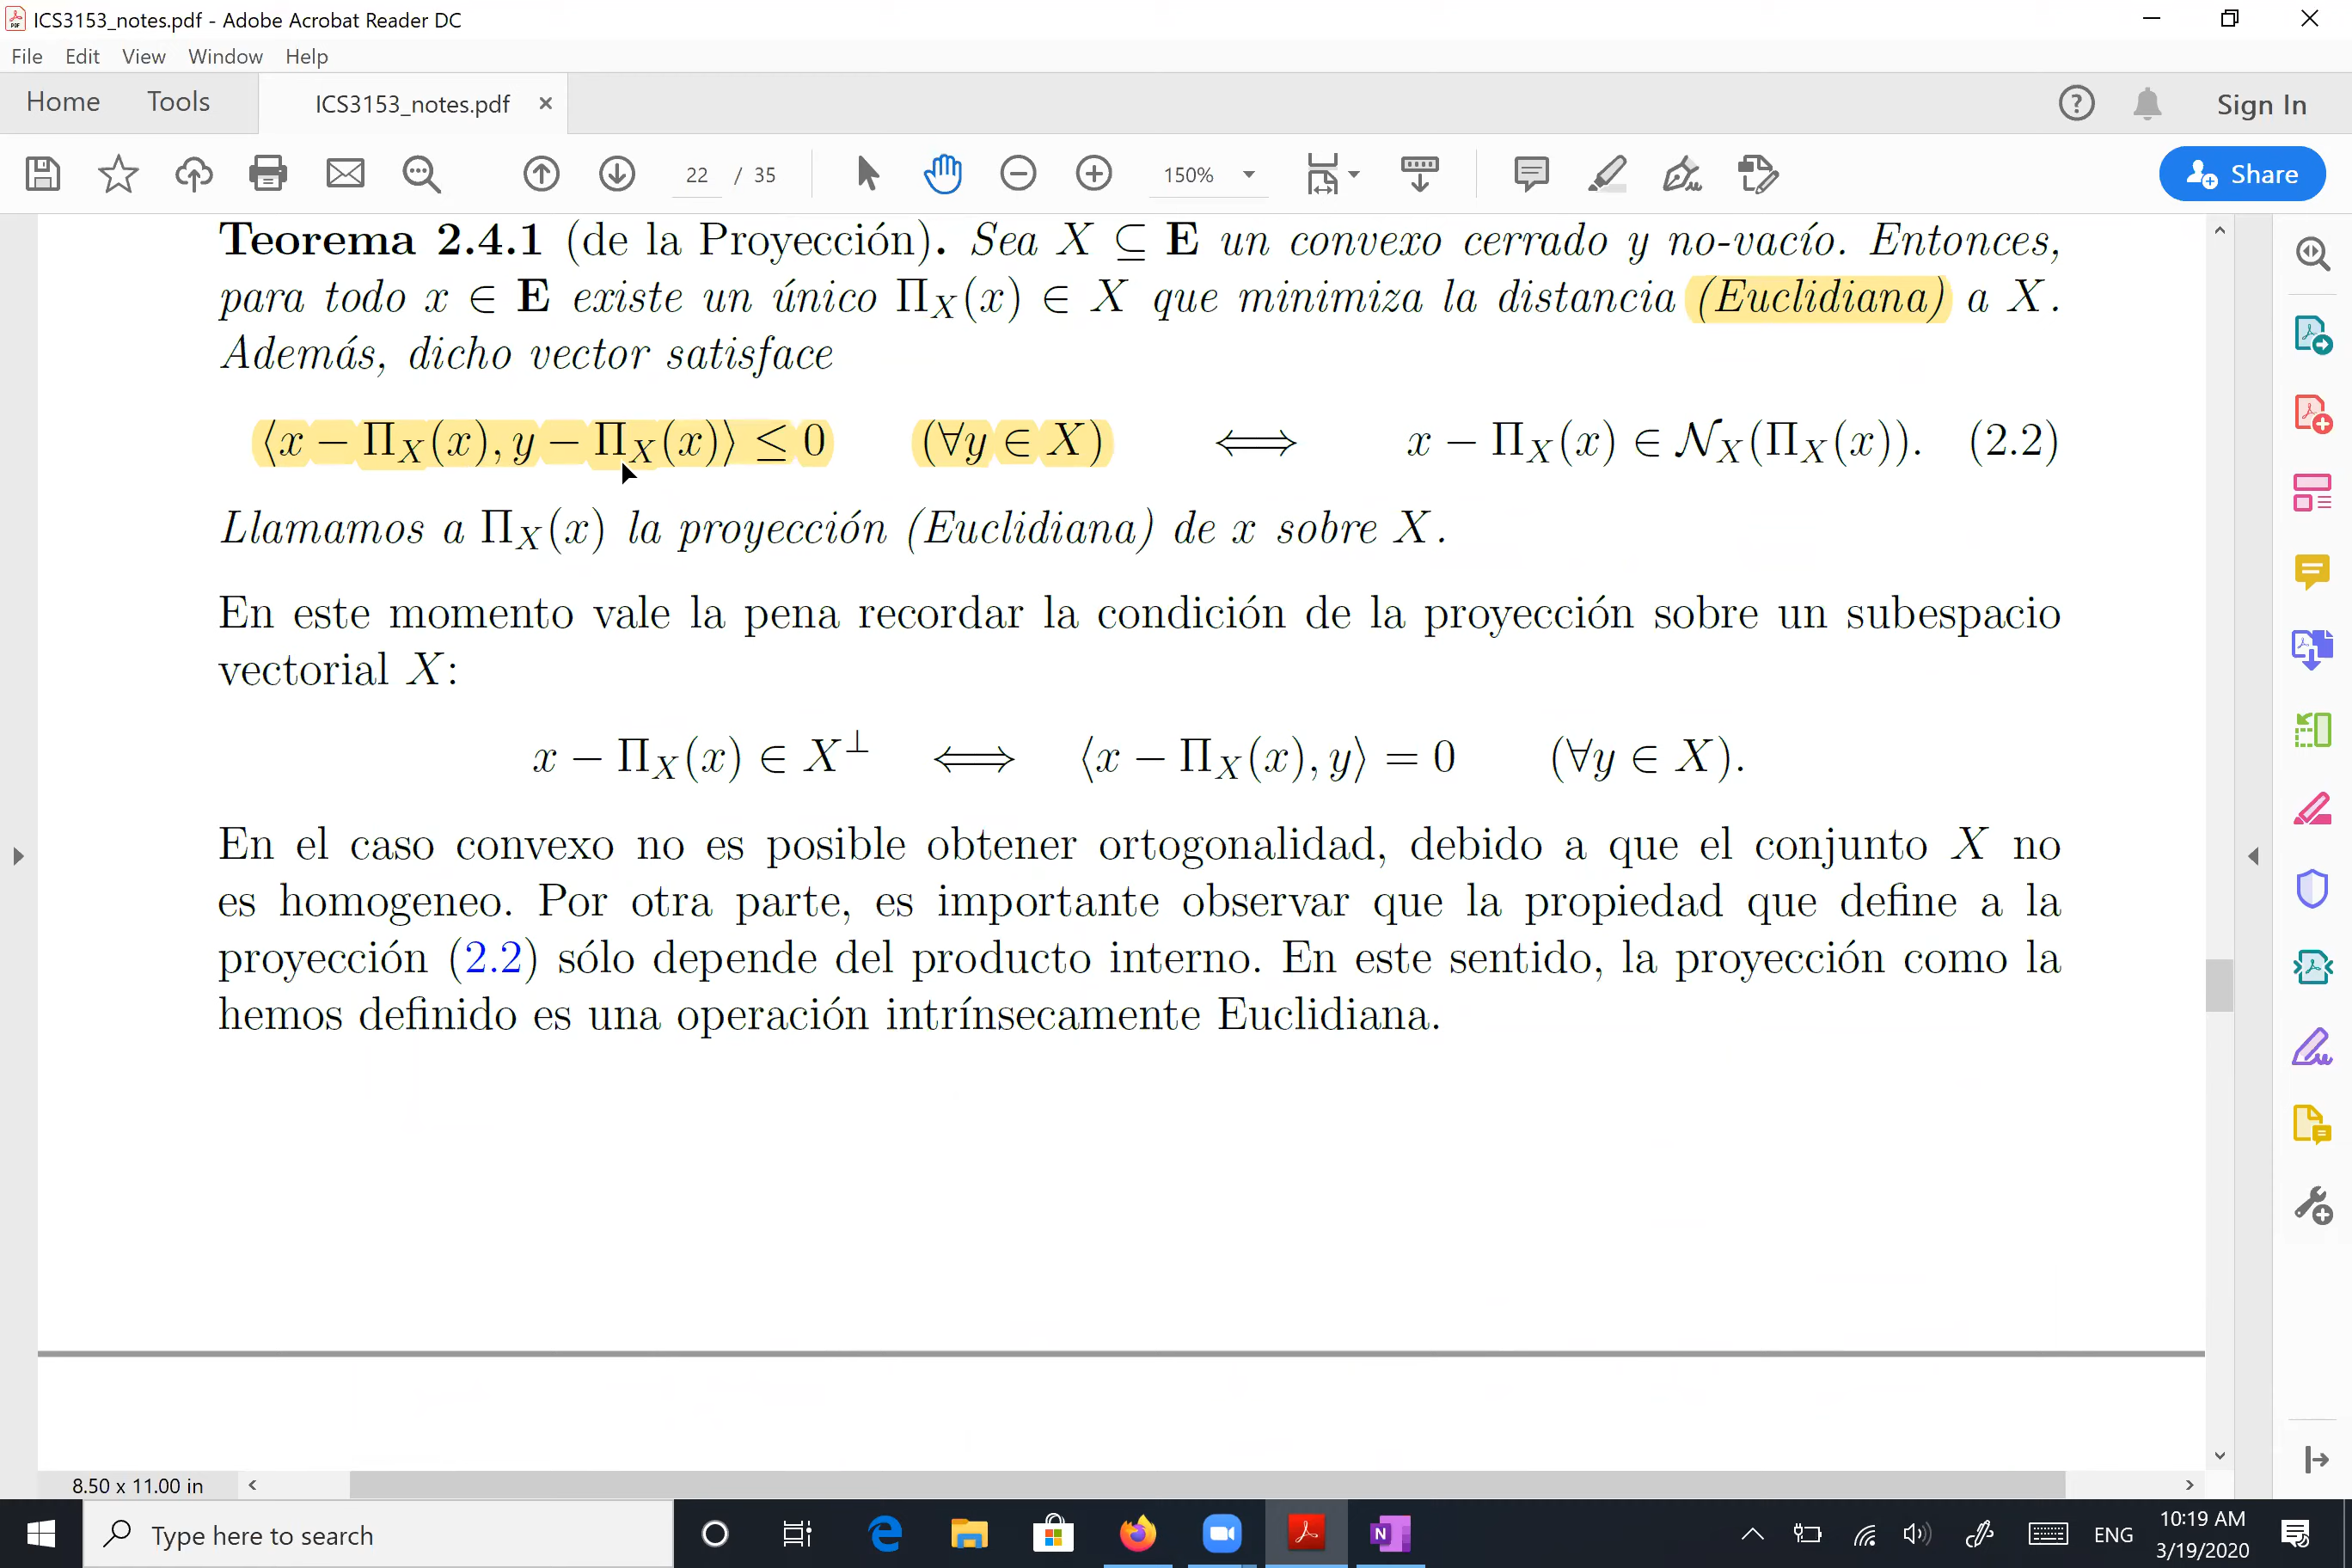 ICS3153_notes.pdf - Adobe Acrobat Reader DC
File Edit View Window Help
Home Tools ICS3153_notes.pdf × Sign In
22 / 35 150% Share
Teorema 2.4.1 (de la Proyección). Sea X ⊆ E un convexo cerrado y no-vacío. Entonces,
para todo x ∈ E existe un único Π_X(x) ∈ X que minimiza la distancia (Euclidiana) a X.
Además, dicho vector satisface
⟨x − Π_X(x), y − Π_X(x)⟩ ≤ 0 (∀y ∈ X) ⟺ x − Π_X(x) ∈ 𝒩_X(Π_X(x)). (2.2)
Llamamos a Π_X(x) la proyección (Euclidiana) de x sobre X.
En este momento vale la pena recordar la condición de la proyección sobre un subespacio
vectorial X:
x − Π_X(x) ∈ X^⊥ ⟺ ⟨x − Π_X(x), y⟩ = 0 (∀y ∈ X).
En el caso convexo no es posible obtener ortogonalidad, debido a que el conjunto X no
es homogeneo. Por otra parte, es importante observar que la propiedad que define a la
proyección (2.2) sólo depende del producto interno. En este sentido, la proyección como la
hemos definido es una operación intrínsecamente Euclidiana.
8.50 x 11.00 in
Type here to search
ENG
10:19 AM
3/19/2020